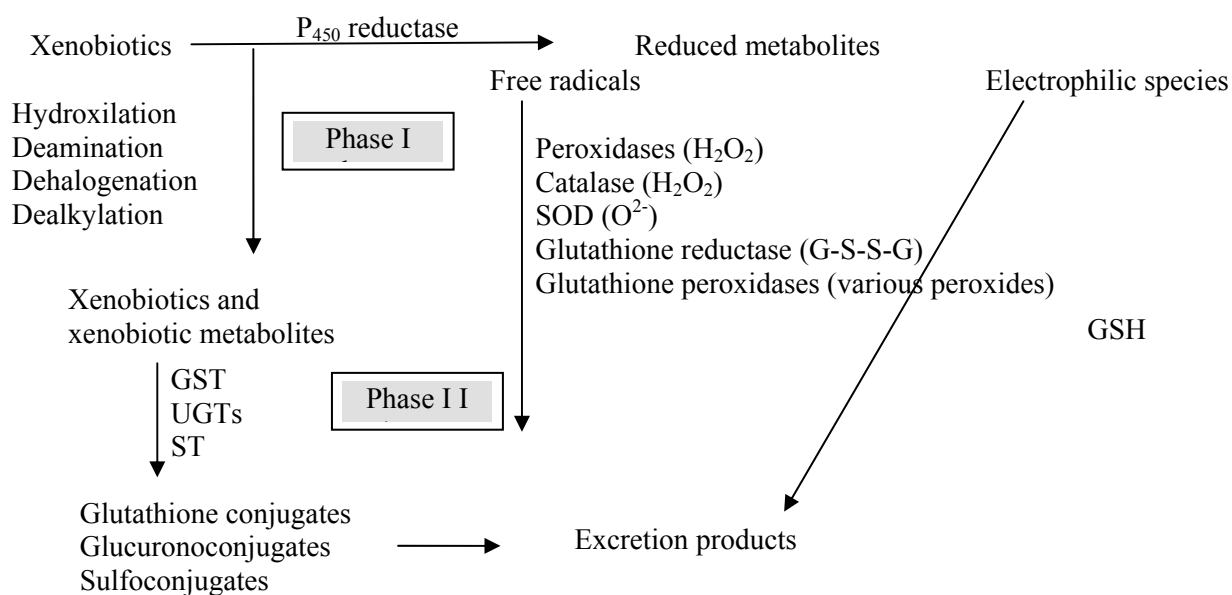 P₄₅₀ reductase
Xenobiotics
Reduced metabolites
Free radicals
Electrophilic species
Hydroxilation
Deamination
Dehalogenation
Dealkylation
Phase I
Peroxidases (H₂O₂)
Catalase (H₂O₂)
SOD (O²⁻)
Glutathione reductase (G-S-S-G)
Glutathione peroxidases (various peroxides)
Xenobiotics and
xenobiotic metabolites
GSH
GST
UGTs
ST
Phase I I
Glutathione conjugates
Glucuronoconjugates
Sulfoconjugates
Excretion products